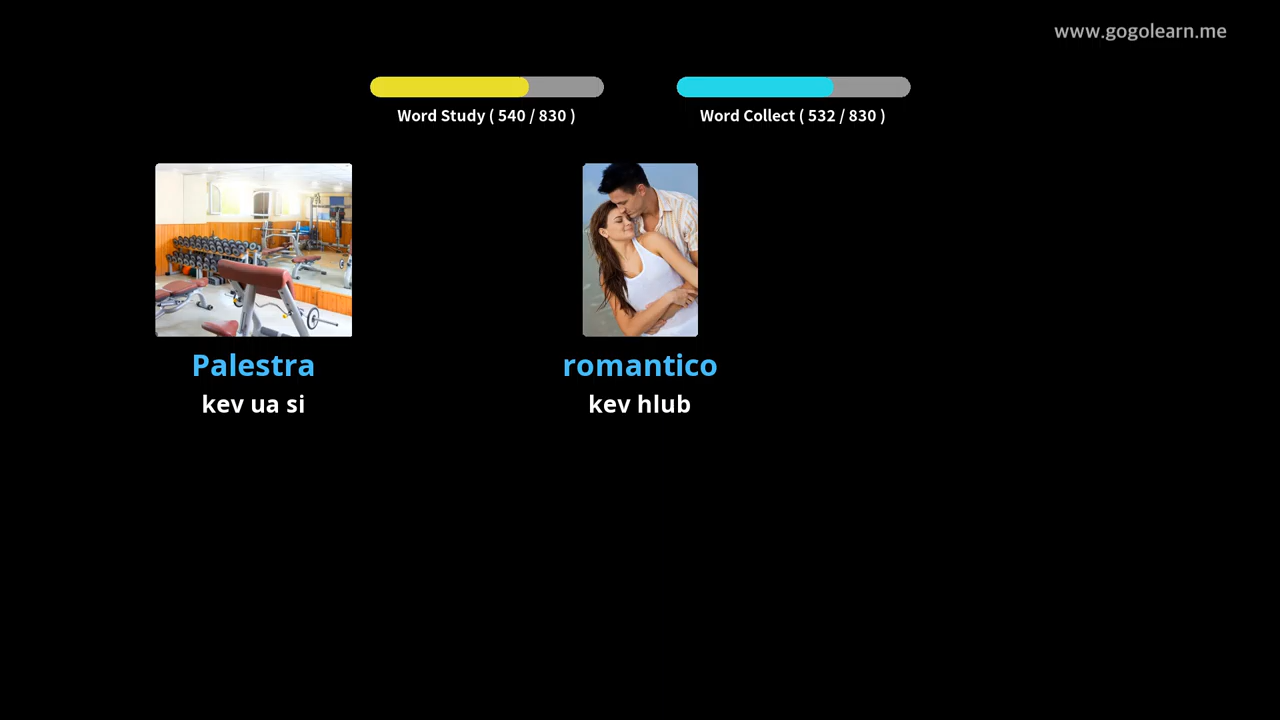 www.gogolearn.me
Word Study ( 540 / 830 )
Word Collect ( 532 / 830 )
Palestra
kev ua si
romantico
kev hlub